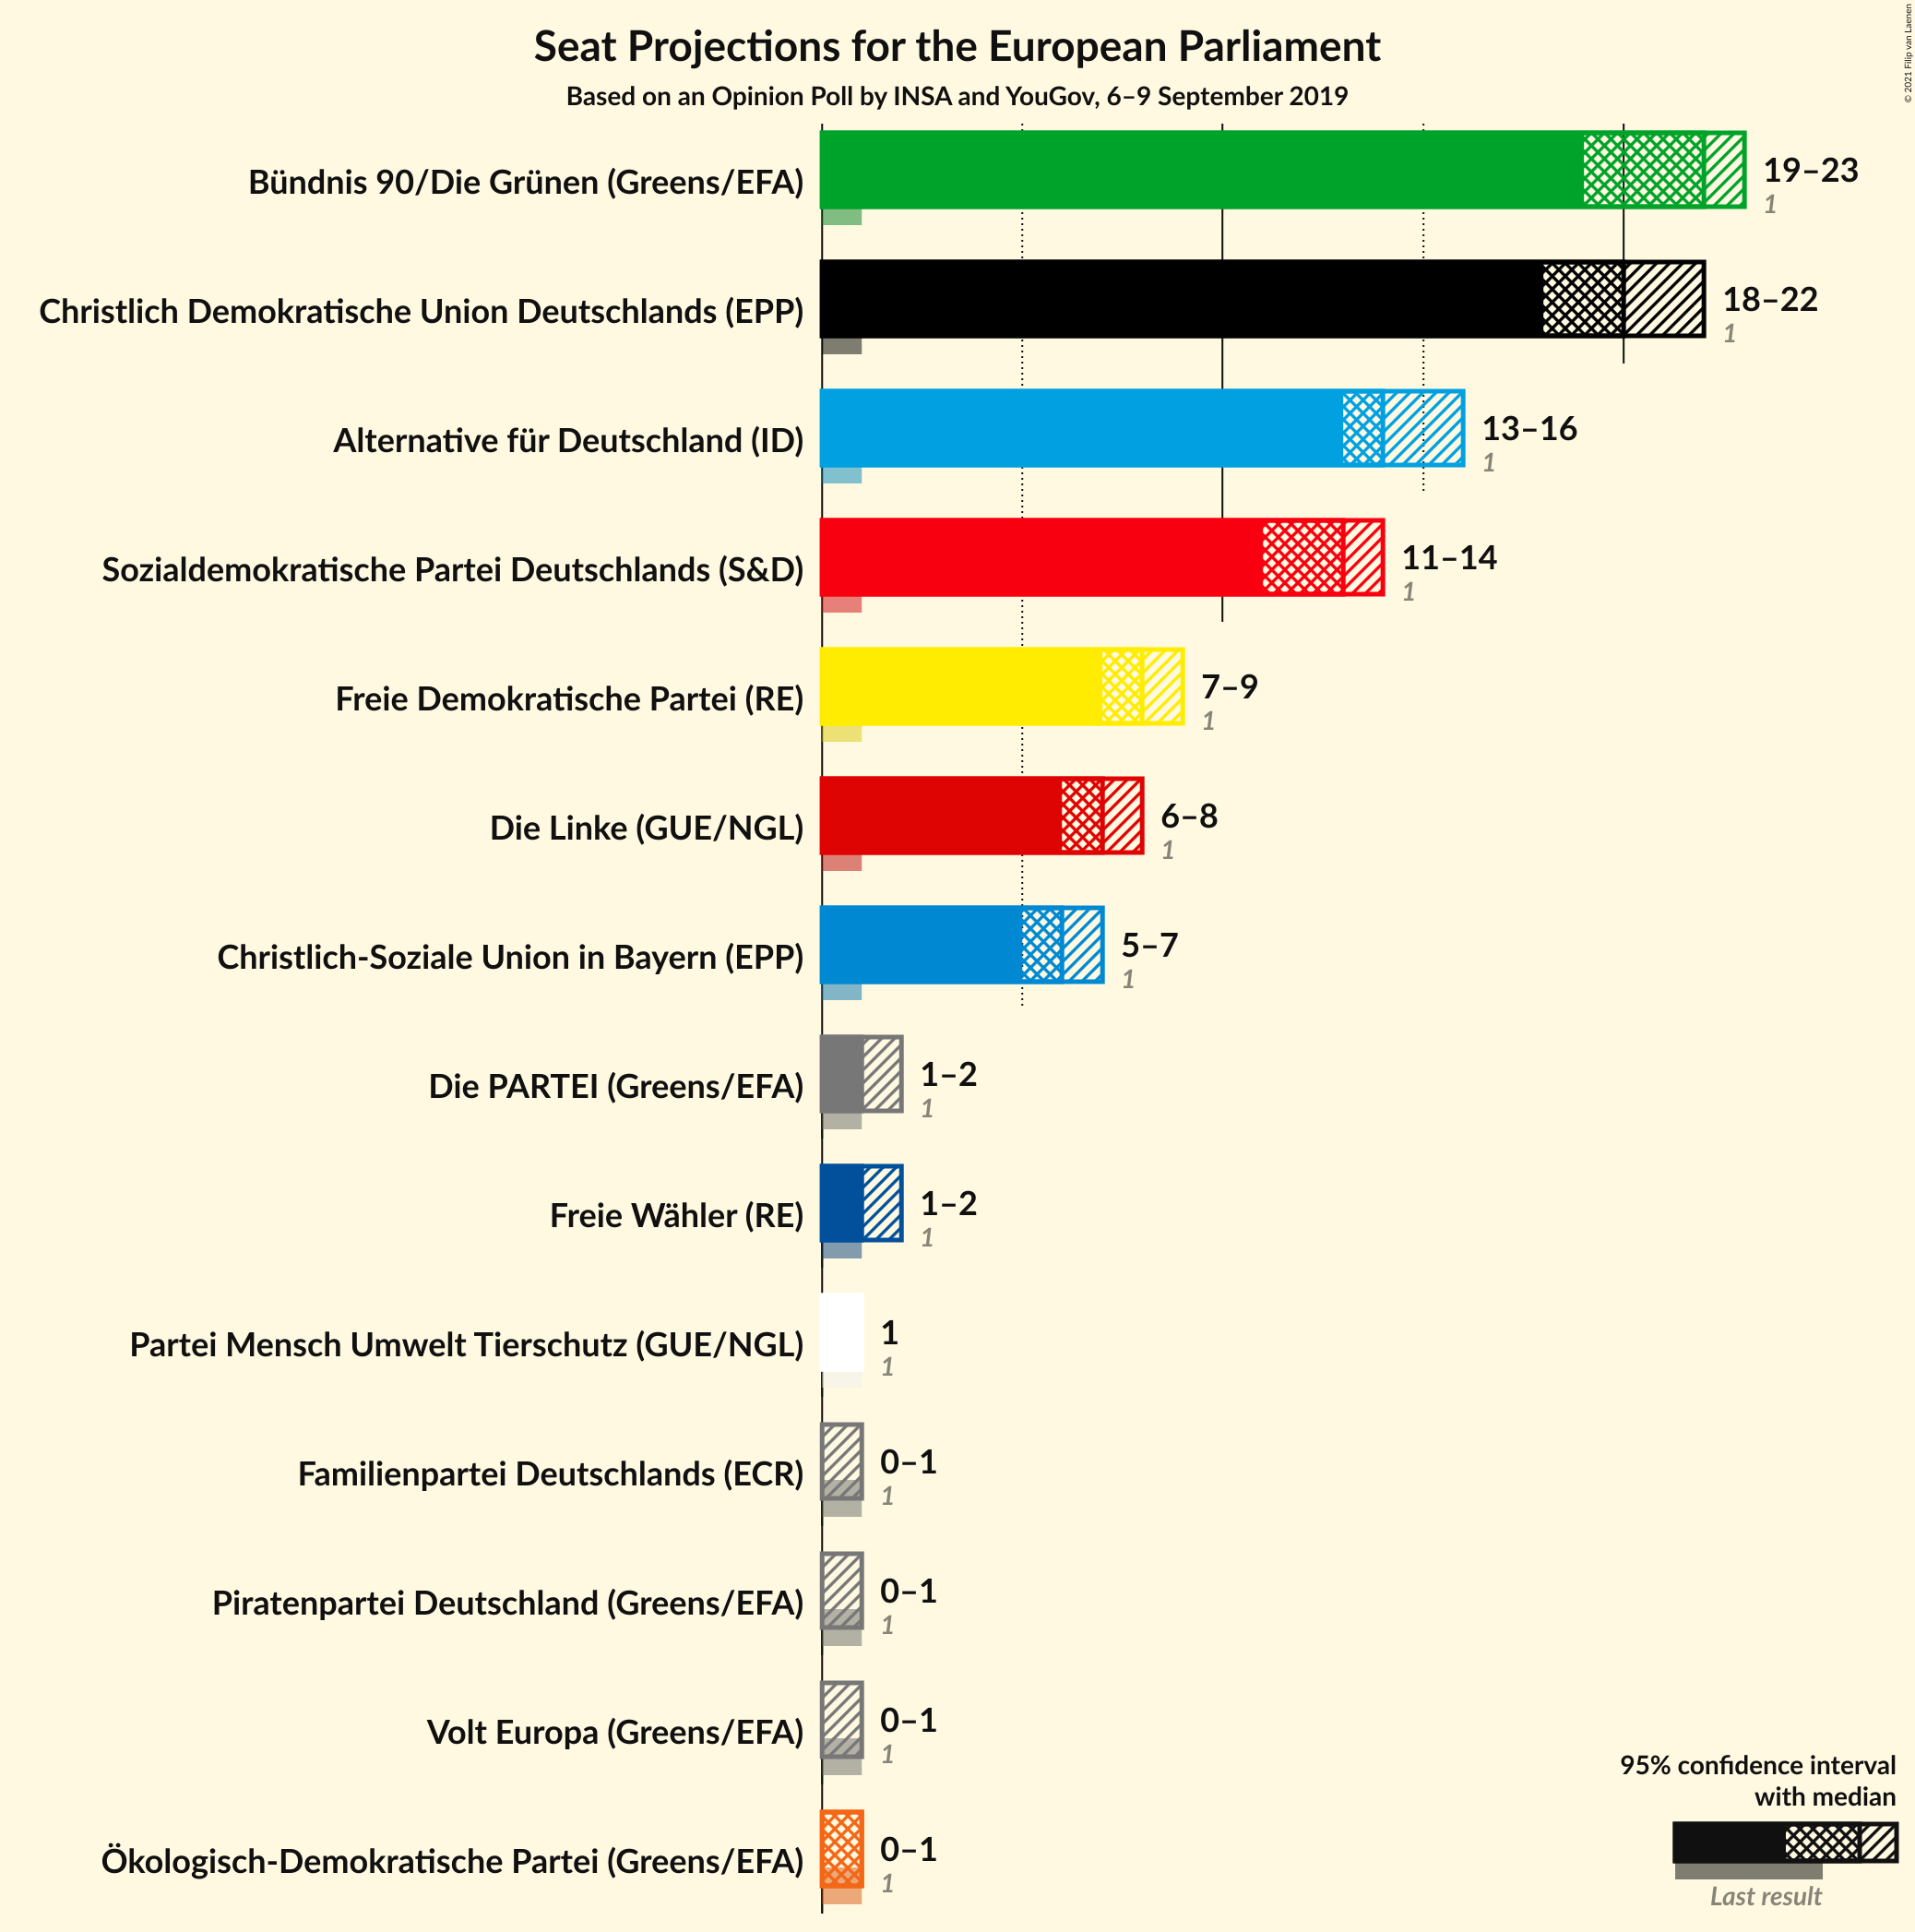 Seat Projections for the European Parliament
Based on an Opinion Poll by INSA and YouGov, 6–9 September 2019
© 2021 Filip van Laenen
Bündnis 90/Die Grünen (Greens/EFA)
19–23
1
Christlich Demokratische Union Deutschlands (EPP)
18–22
1
Alternative für Deutschland (ID)
13–16
1
Sozialdemokratische Partei Deutschlands (S&D)
11–14
1
Freie Demokratische Partei (RE)
7–9
1
Die Linke (GUE/NGL)
6–8
1
Christlich-Soziale Union in Bayern (EPP)
5–7
1
Die PARTEI (Greens/EFA)
1–2
1
Freie Wähler (RE)
1–2
1
Partei Mensch Umwelt Tierschutz (GUE/NGL)
1
1
Familienpartei Deutschlands (ECR)
0–1
1
Piratenpartei Deutschland (Greens/EFA)
0–1
1
Volt Europa (Greens/EFA)
0–1
1
Ökologisch-Demokratische Partei (Greens/EFA)
0–1
1
95% confidence interval
with median
Last result